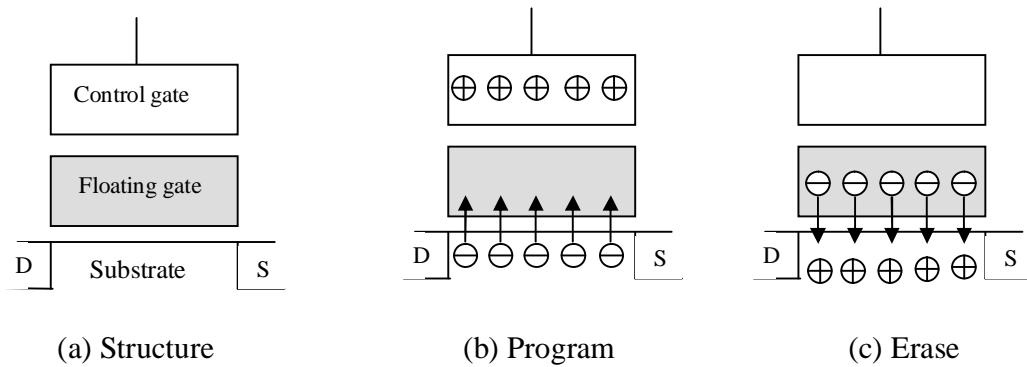 Control gate
Floating gate
D Substrate S
(a) Structure
D S
(b) Program
D S
(c) Erase